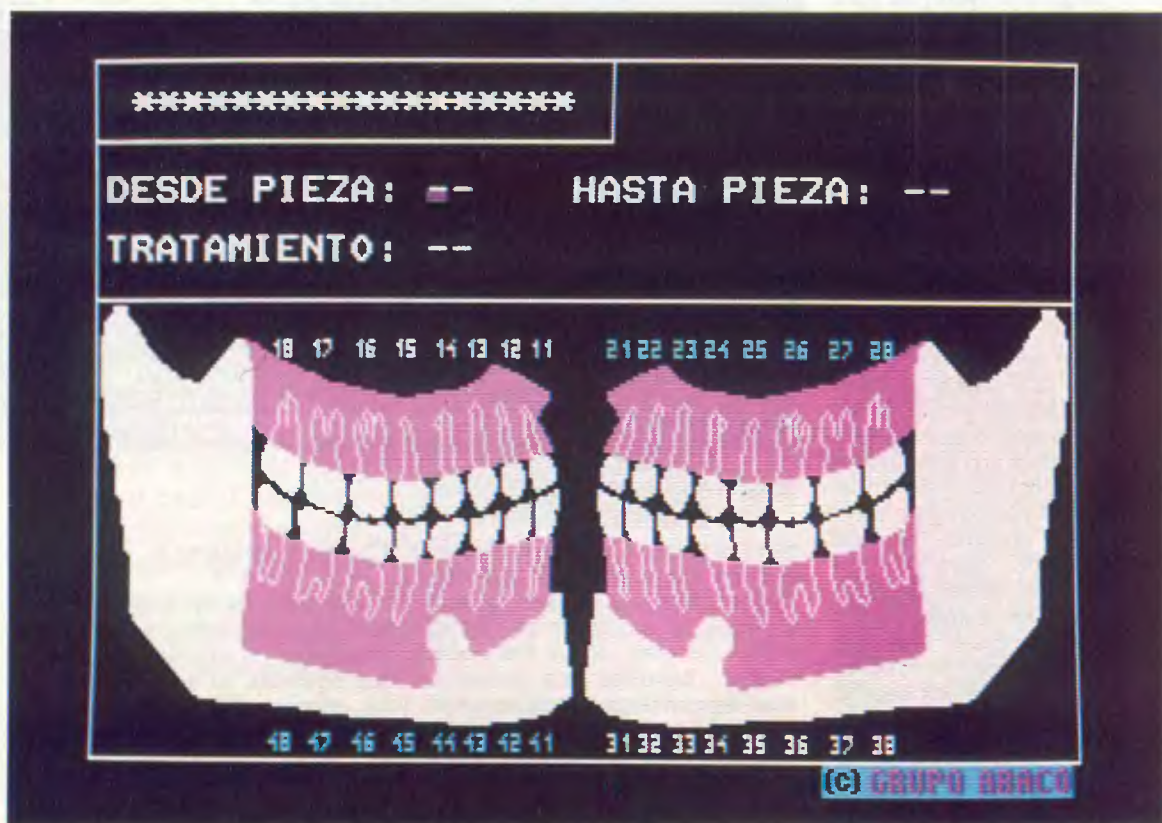 ******************
DESDE PIEZA: -- HASTA PIEZA: --
TRATAMIENTO: --
18 17 16 15 14 13 12 11 21 22 23 24 25 26 27 28
48 47 46 45 44 43 42 41 31 32 33 34 35 36 37 38
(C) GRUPO ABACO